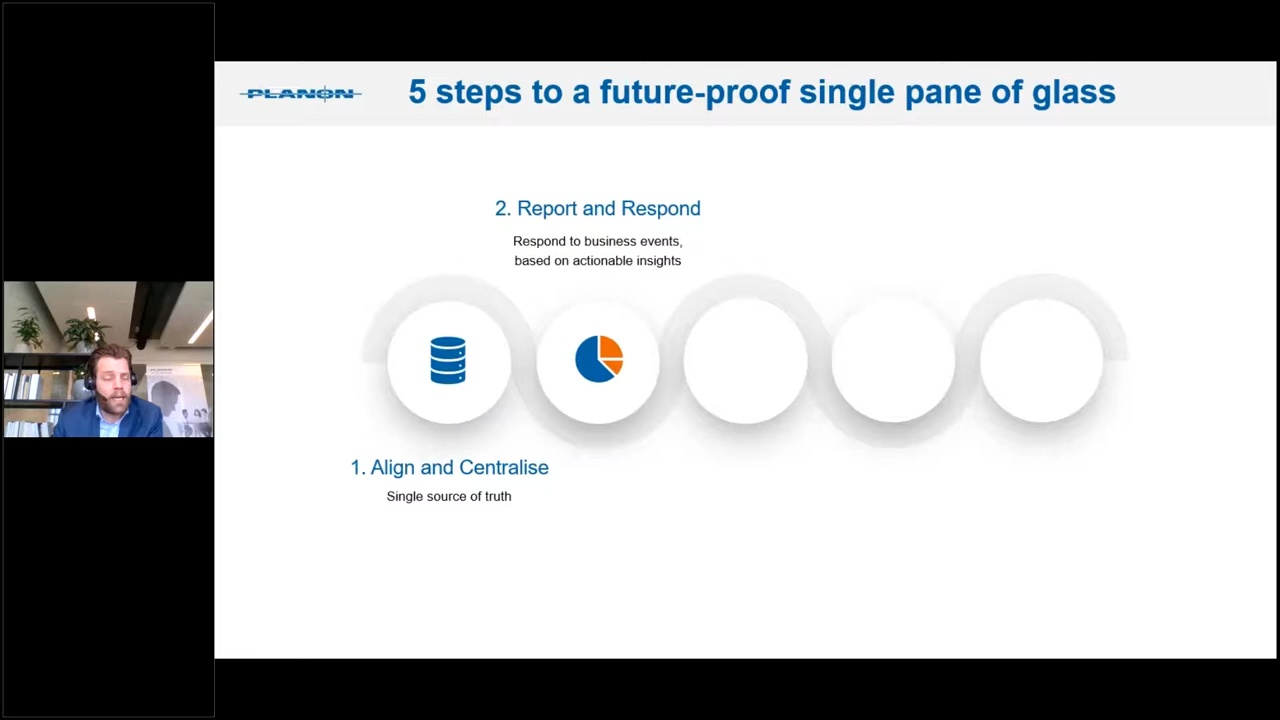 PLANON
5 steps to a future-proof single pane of glass
2. Report and Respond
Respond to business events,
based on actionable insights
1. Align and Centralise
Single source of truth